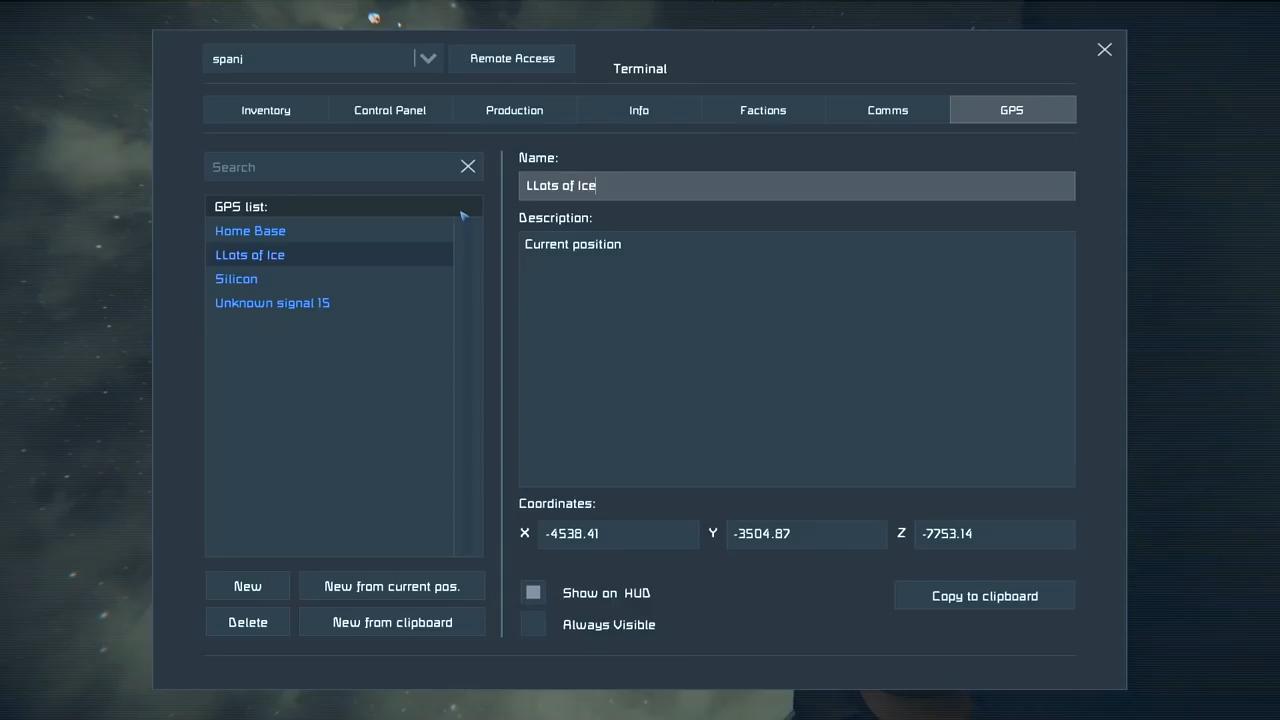 spanj
Remote Access
Terminal
Inventory Control Panel Production Info Factions Comms GPS
Search
GPS list:
Home Base
LLots of Ice
Silicon
Unknown signal 15
New
New from current pos.
Delete
New from clipboard
Name:
LLots of Ice
Description:
Current position
Coordinates:
X -4538.41 Y -3504.87 Z -7753.14
Show on HUD
Always Visible
Copy to clipboard